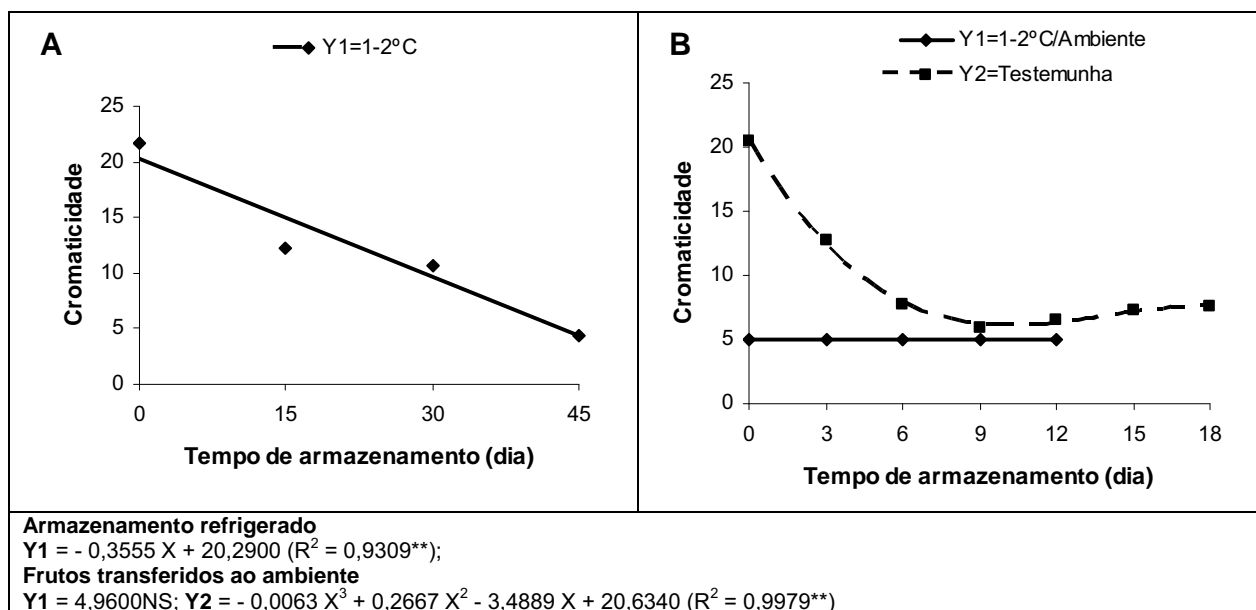 A
Y1=1-2ºC
Cromaticidade
25
20
15
10
5
0
0 15 30 45
Tempo de armazenamento (dia)
B
Y1=1-2ºC/Ambiente
Y2=Testemunha
Cromaticidade
25
20
15
10
5
0
0 3 6 9 12 15 18
Tempo de armazenamento (dia)
Armazenamento refrigerado
Y1 = - 0,3555 X + 20,2900 (R² = 0,9309**);
Frutos transferidos ao ambiente
Y1 = 4,9600NS; Y2 = - 0,0063 X³ + 0,2667 X² - 3,4889 X + 20,6340 (R² = 0,9979**)